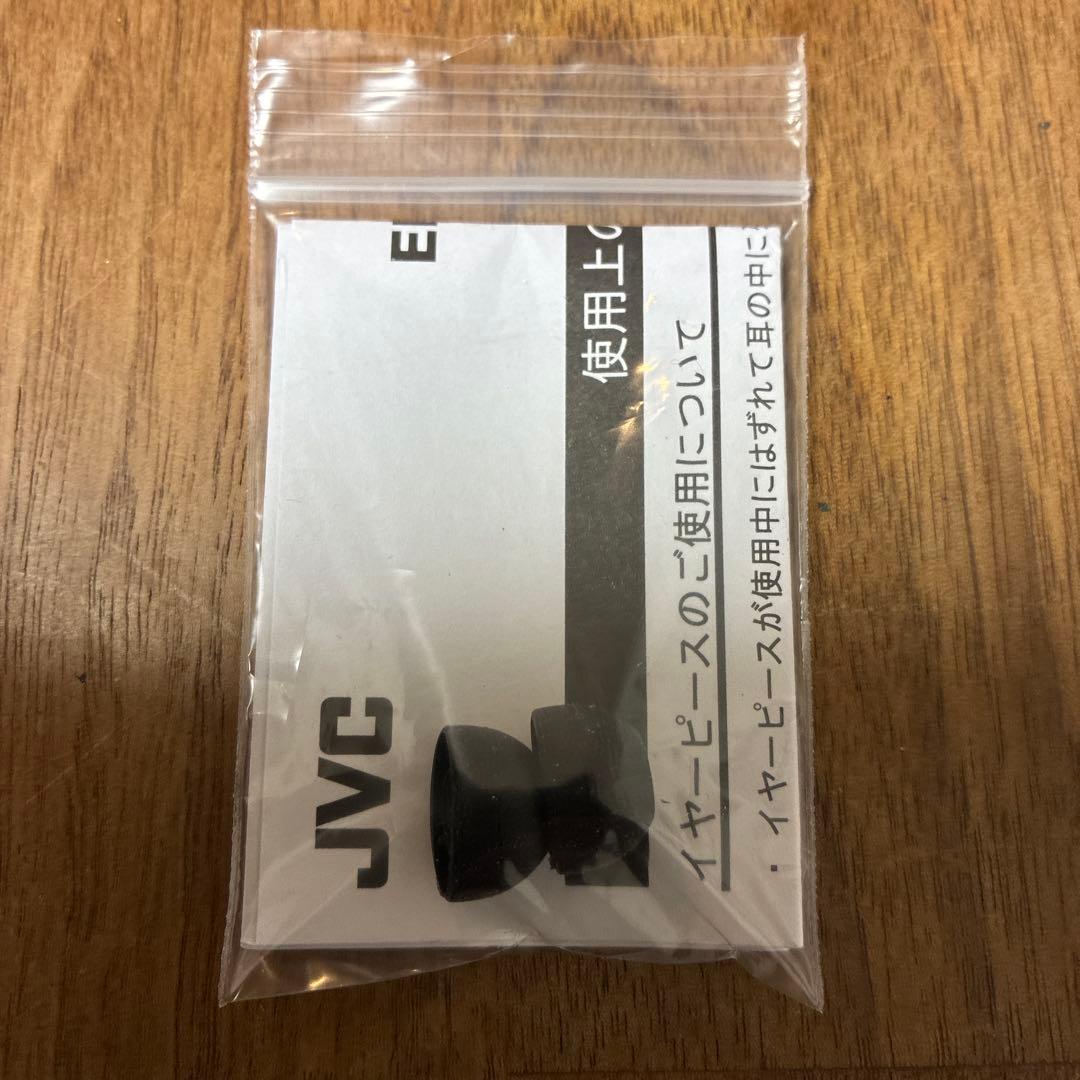 JVC
使用上の
イヤーピースのご使用について
・イヤーピースが使用中にはずれて耳の中に